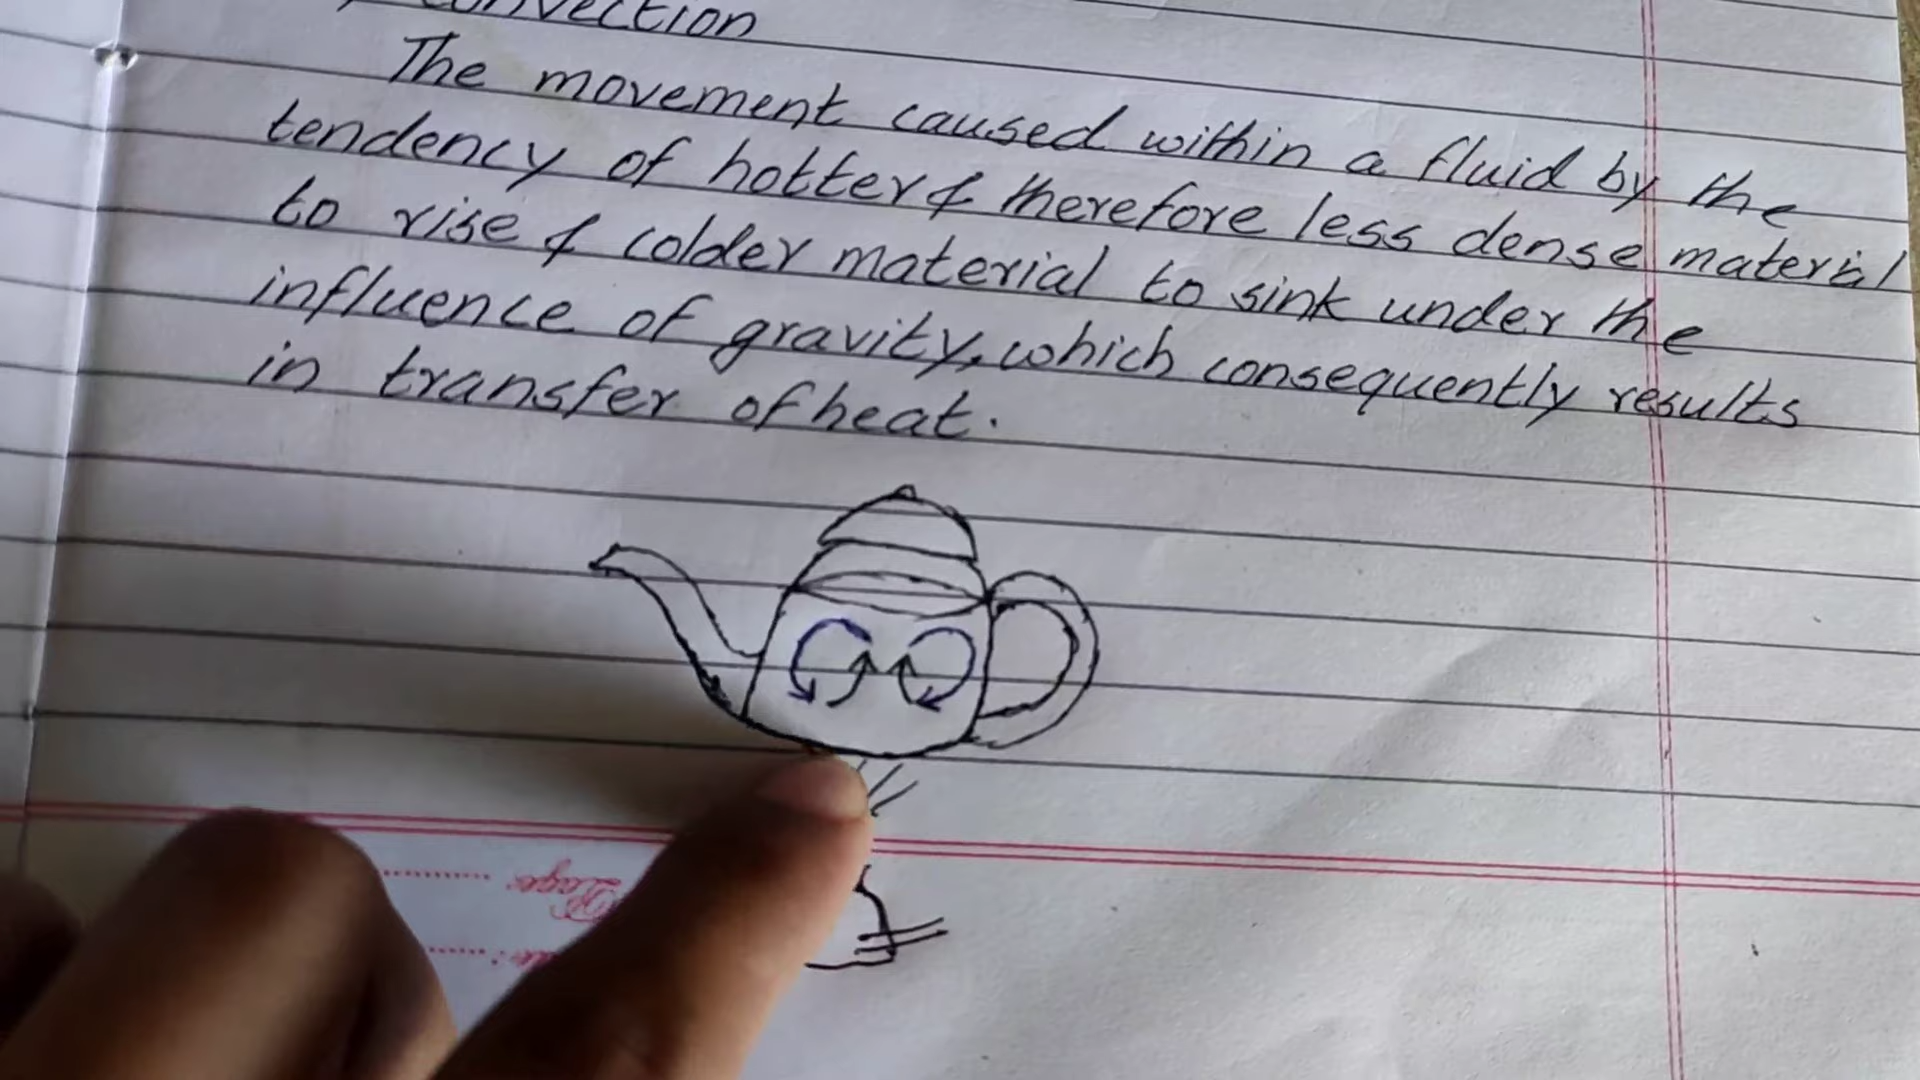 Convection
The movement caused within a fluid by the
tendency of hotter & therefore less dense material
to rise & colder material to sink under the
influence of gravity, which consequently results
in transfer of heat.
Page